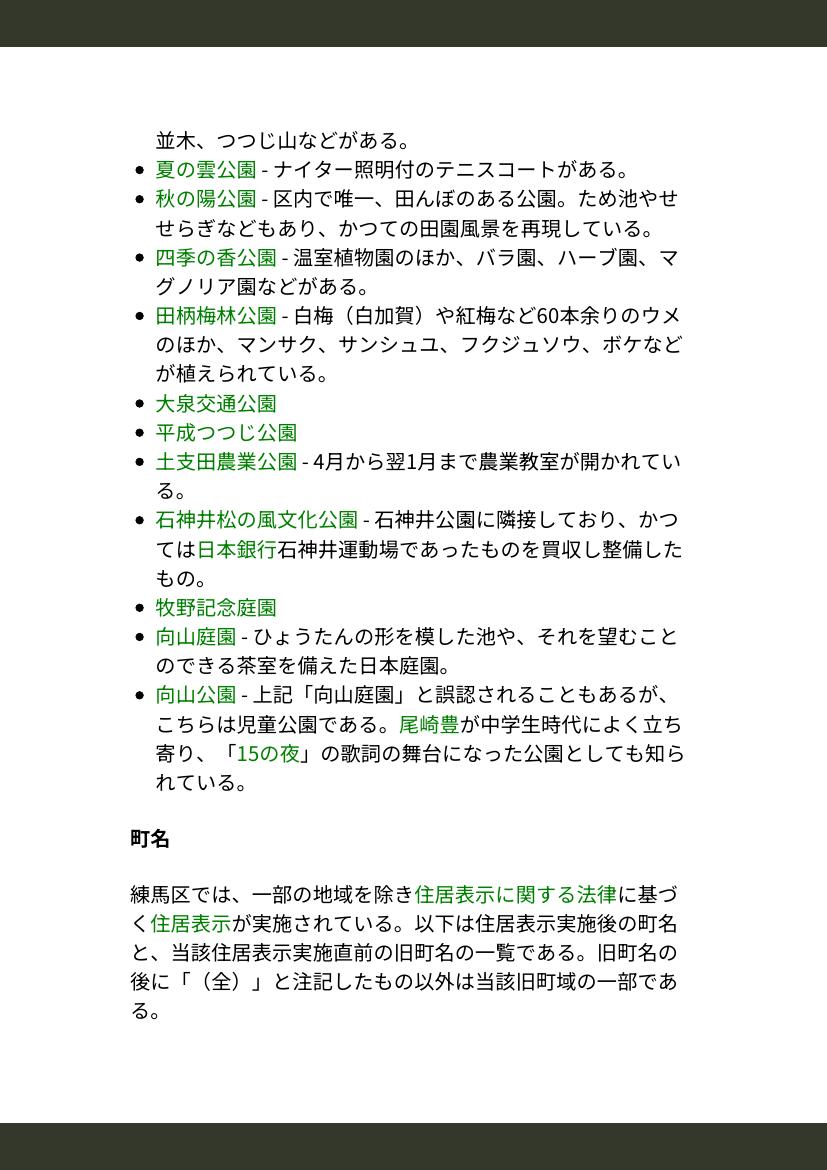 並木、つつじ山などがある。
夏の雲公園 - ナイター照明付のテニスコートがある。
秋の陽公園 - 区内で唯一、田んぼのある公園。ため池やせ
せらぎなどもあり、かつての田園風景を再現している。
四季の香公園 - 温室植物園のほか、バラ園、ハーブ園、マ
グノリア園などがある。
田柄梅林公園 - 白梅（白加賀）や紅梅など60本余りのウメ
のほか、マンサク、サンシュユ、フクジュソウ、ボケなど
が植えられている。
大泉交通公園
平成つつじ公園
土支田農業公園 - 4月から翌1月まで農業教室が開かれてい
る。
石神井松の風文化公園 - 石神井公園に隣接しており、かつ
ては日本銀行石神井運動場であったものを買収し整備した
もの。
牧野記念庭園
向山庭園 - ひょうたんの形を模した池や、それを望むこと
のできる茶室を備えた日本庭園。
向山公園 - 上記「向山庭園」と誤認されることもあるが、
こちらは児童公園である。尾崎豊が中学生時代によく立ち
寄り、「15の夜」の歌詞の舞台になった公園としても知ら
れている。
町名
練馬区では、一部の地域を除き住居表示に関する法律に基づ
く住居表示が実施されている。以下は住居表示実施後の町名
と、当該住居表示実施直前の旧町名の一覧である。旧町名の
後に「（全）」と注記したもの以外は当該旧町域の一部であ
る。